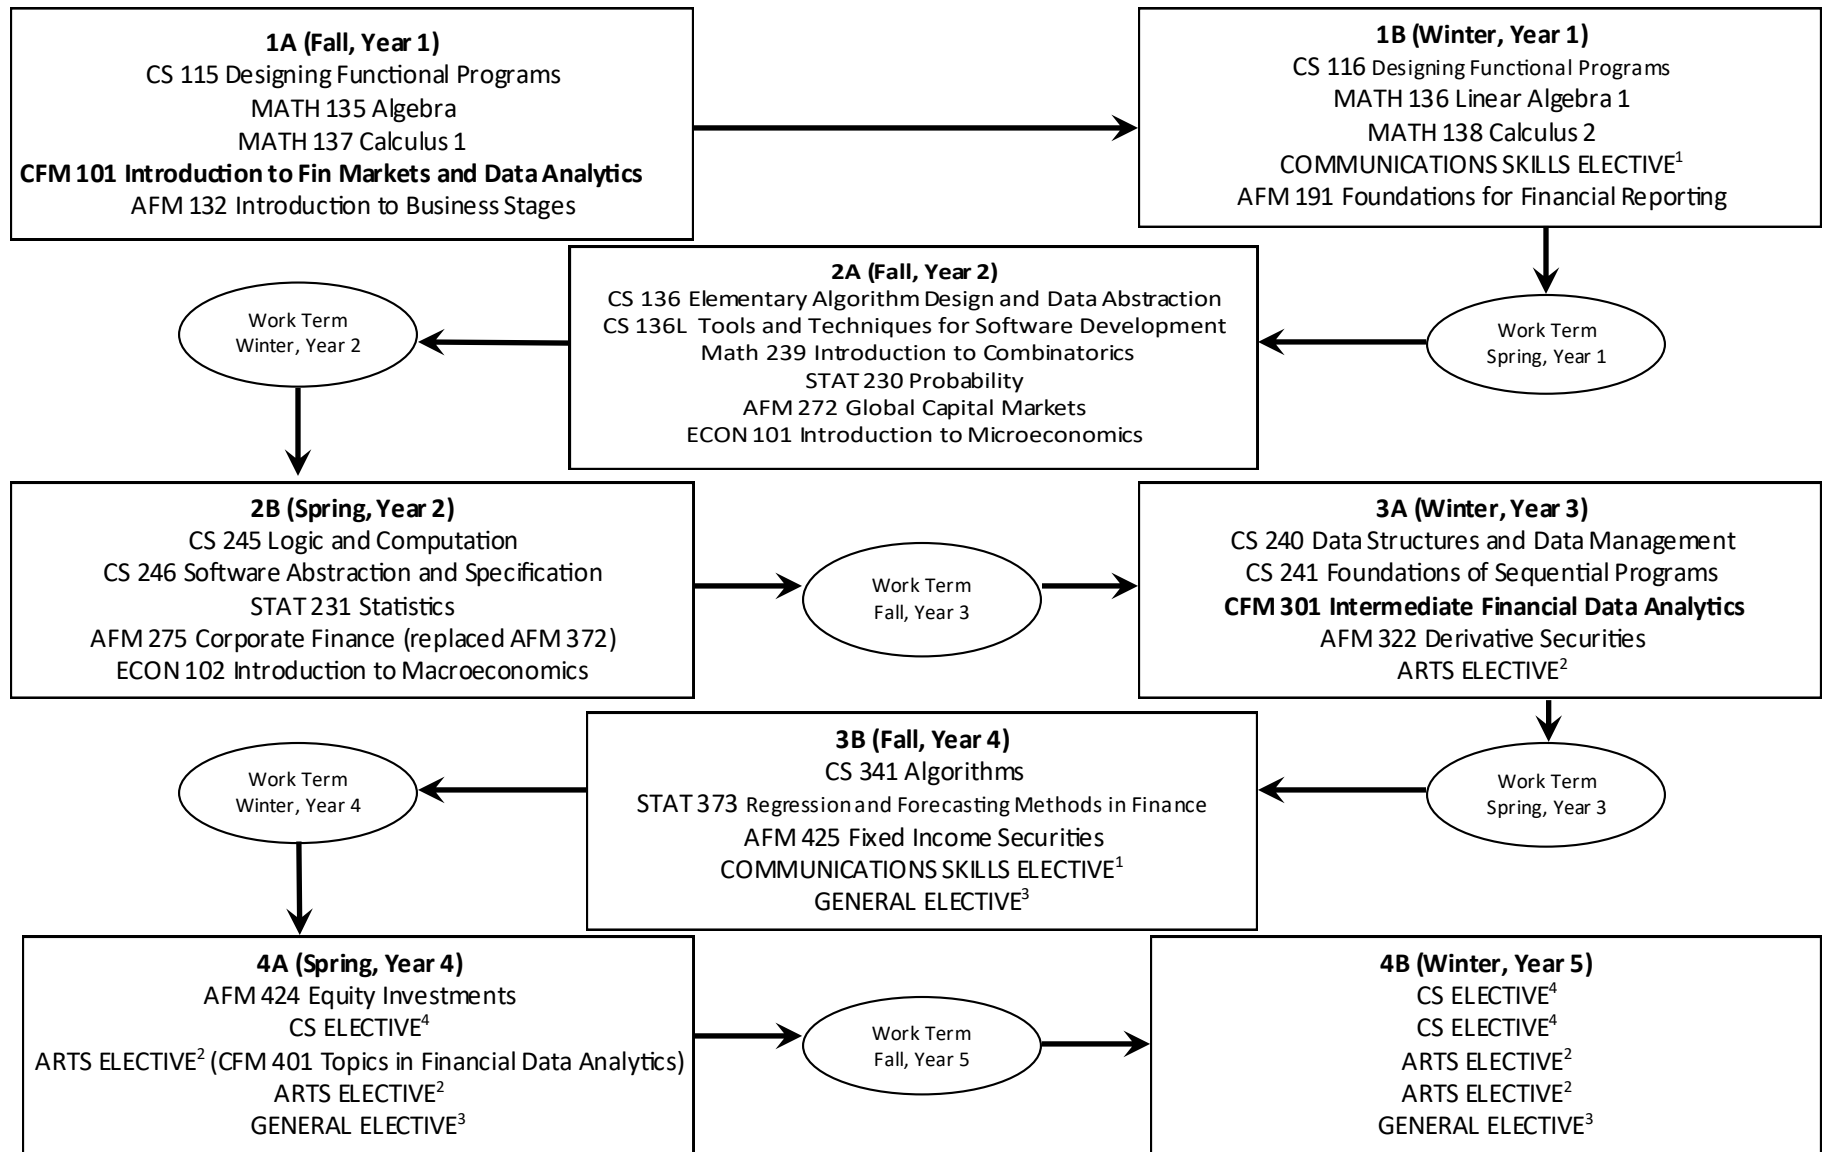 1A (Fall, Year 1)
CS 115 Designing Functional Programs
MATH 135 Algebra
MATH 137 Calculus 1
CFM 101 Introduction to Fin Markets and Data Analytics
AFM 132 Introduction to Business Stages
1B (Winter, Year 1)
CS 116 Designing Functional Programs
MATH 136 Linear Algebra 1
MATH 138 Calculus 2
COMMUNICATIONS SKILLS ELECTIVE¹
AFM 191 Foundations for Financial Reporting
Work Term
Spring, Year 1
2A (Fall, Year 2)
CS 136 Elementary Algorithm Design and Data Abstraction
CS 136L Tools and Techniques for Software Development
Math 239 Introduction to Combinatorics
STAT 230 Probability
AFM 272 Global Capital Markets
ECON 101 Introduction to Microeconomics
Work Term
Winter, Year 2
2B (Spring, Year 2)
CS 245 Logic and Computation
CS 246 Software Abstraction and Specification
STAT 231 Statistics
AFM 275 Corporate Finance (replaced AFM 372)
ECON 102 Introduction to Macroeconomics
Work Term
Fall, Year 3
3A (Winter, Year 3)
CS 240 Data Structures and Data Management
CS 241 Foundations of Sequential Programs
CFM 301 Intermediate Financial Data Analytics
AFM 322 Derivative Securities
ARTS ELECTIVE²
Work Term
Spring, Year 3
3B (Fall, Year 4)
CS 341 Algorithms
STAT 373 Regression and Forecasting Methods in Finance
AFM 425 Fixed Income Securities
COMMUNICATIONS SKILLS ELECTIVE¹
GENERAL ELECTIVE³
Work Term
Winter, Year 4
4A (Spring, Year 4)
AFM 424 Equity Investments
CS ELECTIVE⁴
ARTS ELECTIVE² (CFM 401 Topics in Financial Data Analytics)
ARTS ELECTIVE²
GENERAL ELECTIVE³
Work Term
Fall, Year 5
4B (Winter, Year 5)
CS ELECTIVE⁴
CS ELECTIVE⁴
ARTS ELECTIVE²
ARTS ELECTIVE²
GENERAL ELECTIVE³